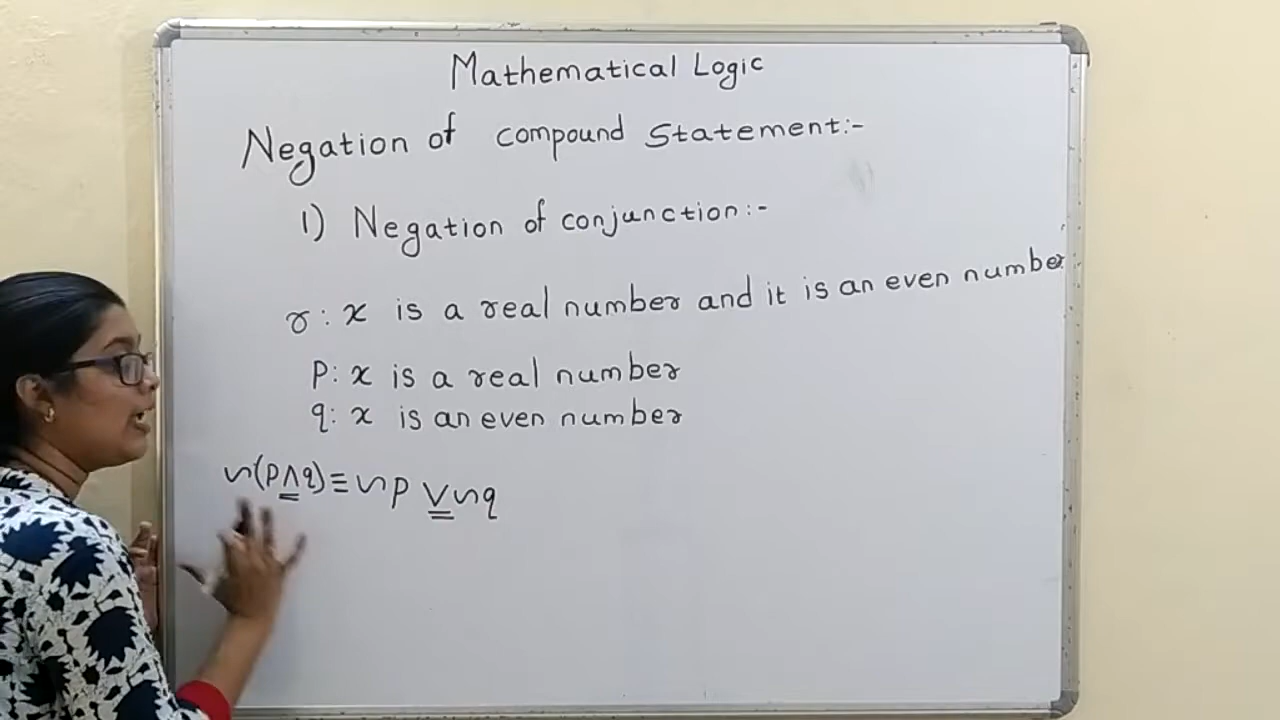 Mathematical Logic
Negation of compound Statement:-
1) Negation of conjunction:-
r: x is a real number and it is an even number
P: x is a real number
q: x is an even number
~(p∧q)≡~p ∨~q